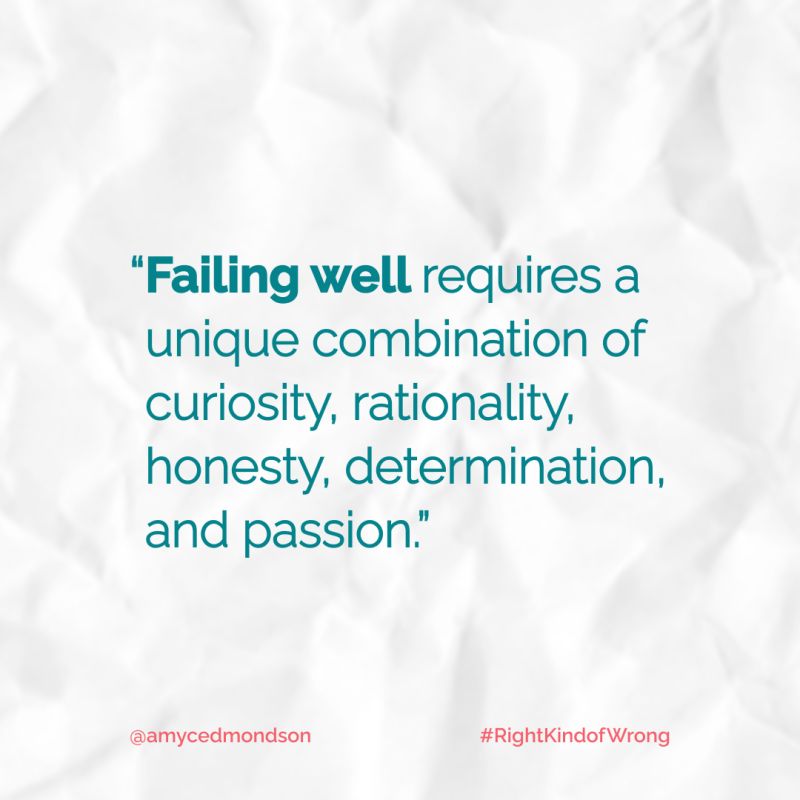 “Failing well requires a
unique combination of
curiosity, rationality,
honesty, determination,
and passion.”
@amycedmondson
#RightKindofWrong